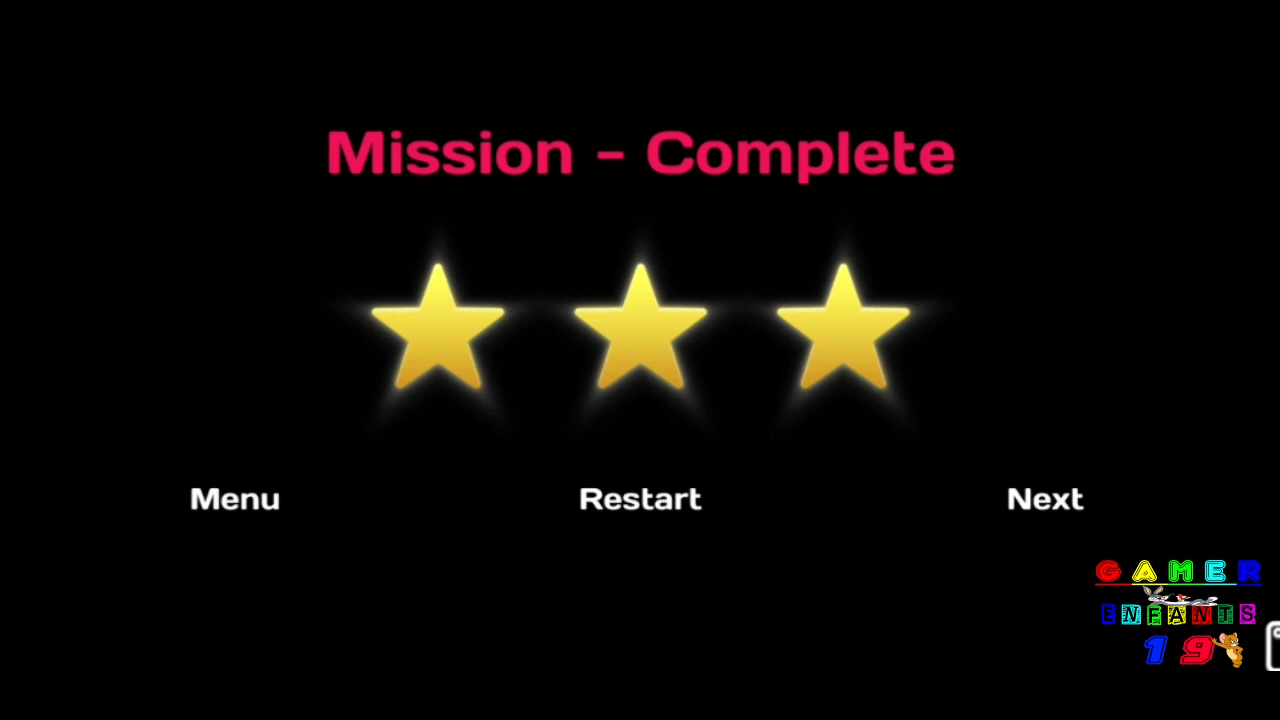 Mission - Complete
Menu
Restart
Next
GAMER
ENFANTS
19